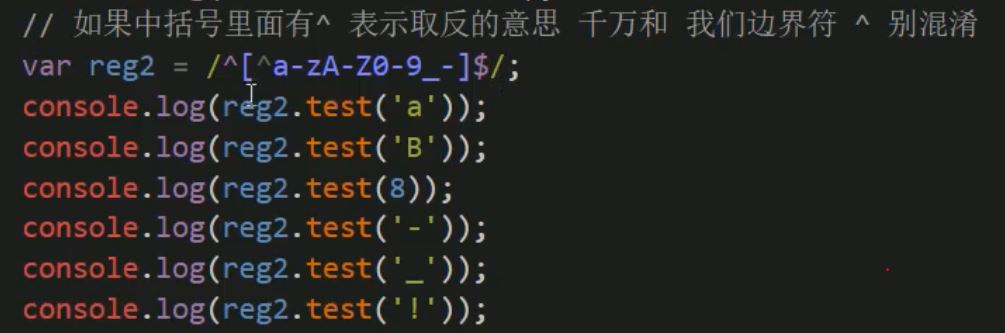 // 如果中括号里面有^ 表示取反的意思 千万和 我们边界符 ^ 别混淆
var reg2 = /^[^a-zA-Z0-9_-]$/;
console.log(reg2.test('a'));
console.log(reg2.test('B'));
console.log(reg2.test(8));
console.log(reg2.test('-'));
console.log(reg2.test('_'));
console.log(reg2.test('!'));